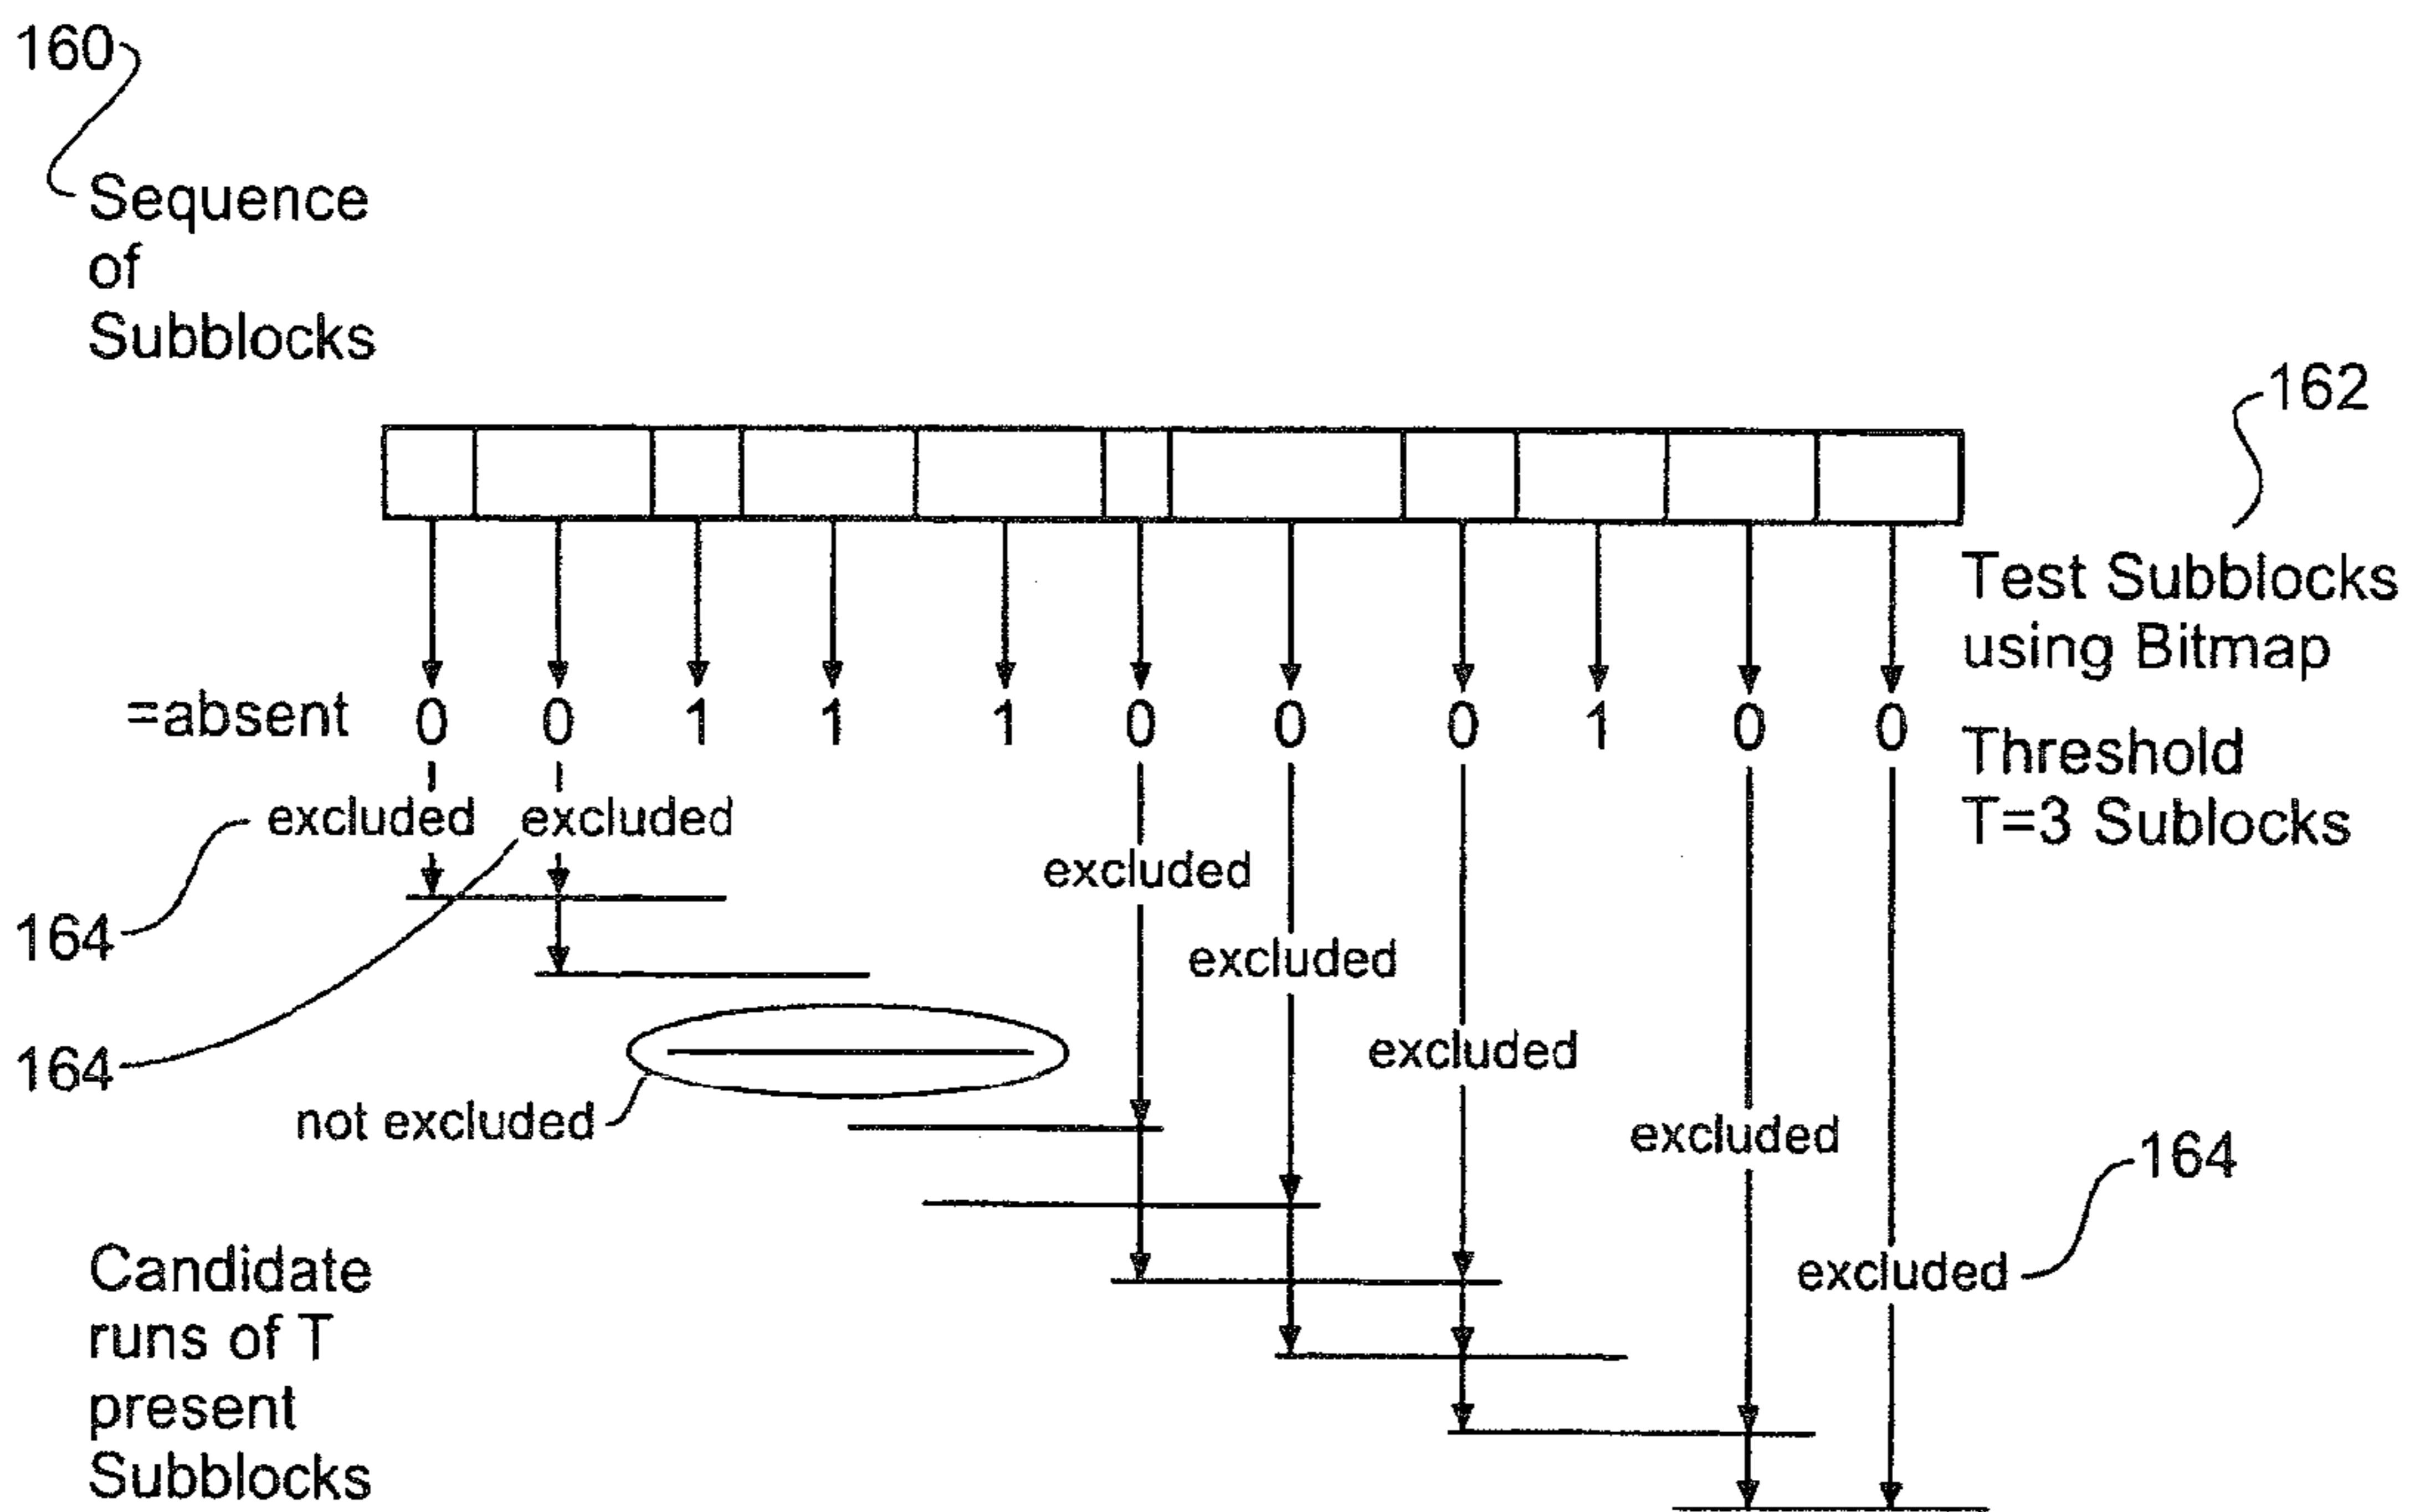 160
Sequence
of
Subblocks
162
Test Subblocks
using Bitmap
=absent 0 0 1 1 1 0 0 0 1 0 0
Threshold
T=3 Sublocks
excluded excluded
excluded
164
excluded
excluded
164
not excluded
excluded
164
excluded
Candidate
runs of T
present
Subblocks